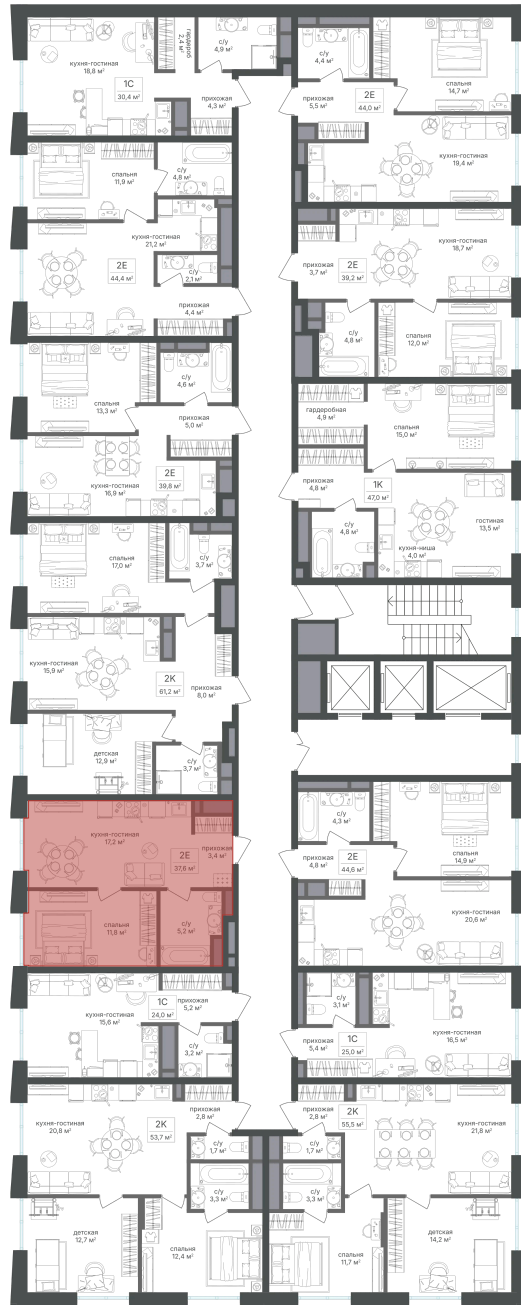 кухня-гостиная
18,8 м²
1С
30,4 м²
гардероб
2,4 м²
с/у
4,9 м²
прихожая
4,3 м²
с/у
4,4 м²
прихожая
5,5 м²
2Е
44,0 м²
спальня
14,7 м²
кухня-гостиная
19,4 м²
спальня
11,9 м²
с/у
4,8 м²
кухня-гостиная
21,2 м²
2Е
44,4 м²
с/у
2,1 м²
прихожая
4,4 м²
прихожая
3,7 м²
2Е
39,2 м²
кухня-гостиная
18,7 м²
с/у
4,8 м²
спальня
12,0 м²
спальня
13,3 м²
с/у
4,6 м²
прихожая
5,0 м²
2Е
39,8 м²
кухня-гостиная
16,9 м²
гардеробная
4,9 м²
спальня
15,0 м²
прихожая
4,8 м²
1К
47,0 м²
гостиная
13,5 м²
с/у
4,8 м²
кухня-ниша
4,0 м²
спальня
17,0 м²
с/у
3,7 м²
кухня-гостиная
15,9 м²
2К
61,2 м²
прихожая
8,0 м²
детская
12,9 м²
с/у
3,7 м²
кухня-гостиная
17,2 м²
2Е
37,6 м²
прихожая
3,4 м²
спальня
11,8 м²
с/у
5,2 м²
с/у
4,3 м²
прихожая
4,8 м²
2Е
44,6 м²
спальня
14,9 м²
кухня-гостиная
20,6 м²
1С
24,0 м²
прихожая
5,2 м²
кухня-гостиная
15,6 м²
с/у
3,2 м²
с/у
3,1 м²
прихожая
5,4 м²
1С
25,0 м²
кухня-гостиная
16,5 м²
кухня-гостиная
20,8 м²
2К
53,7 м²
прихожая
2,8 м²
с/у
1,7 м²
с/у
3,3 м²
детская
12,7 м²
спальня
12,4 м²
прихожая
2,8 м²
2К
55,5 м²
кухня-гостиная
21,8 м²
с/у
1,7 м²
с/у
3,3 м²
спальня
11,7 м²
детская
14,2 м²